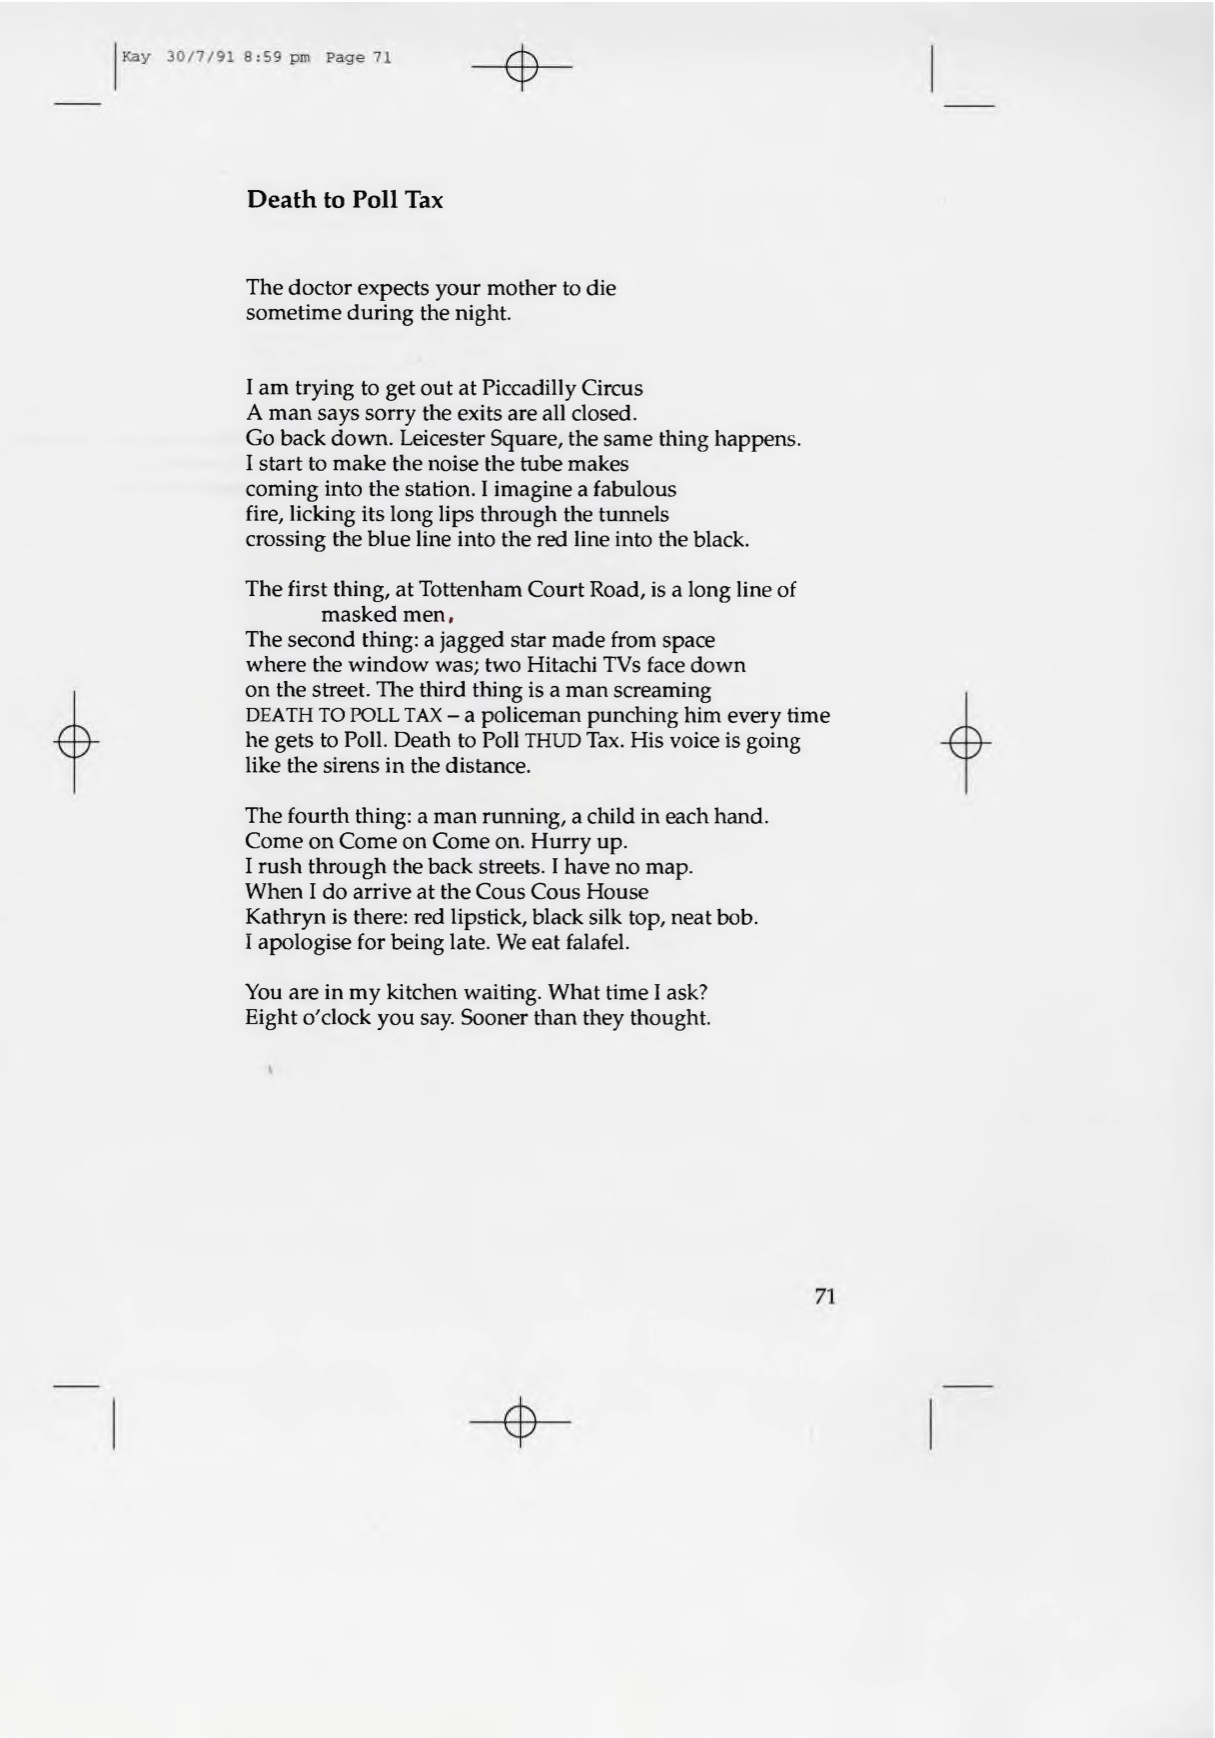 Kay 30/7/91 8:59 pm Page 71
Death to Poll Tax
The doctor expects your mother to die
sometime during the night.
I am trying to get out at Piccadilly Circus
A man says sorry the exits are all closed.
Go back down. Leicester Square, the same thing happens.
I start to make the noise the tube makes
coming into the station. I imagine a fabulous
fire, licking its long lips through the tunnels
crossing the blue line into the red line into the black.
The first thing, at Tottenham Court Road, is a long line of
masked men,
The second thing: a jagged star made from space
where the window was; two Hitachi TVs face down
on the street. The third thing is a man screaming
DEATH TO POLL TAX – a policeman punching him every time
he gets to Poll. Death to Poll THUD Tax. His voice is going
like the sirens in the distance.
The fourth thing: a man running, a child in each hand.
Come on Come on Come on. Hurry up.
I rush through the back streets. I have no map.
When I do arrive at the Cous Cous House
Kathryn is there: red lipstick, black silk top, neat bob.
I apologise for being late. We eat falafel.
You are in my kitchen waiting. What time I ask?
Eight o'clock you say. Sooner than they thought.
71